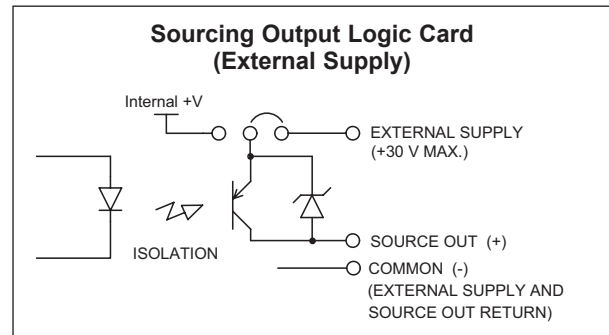 Sourcing Output Logic Card
(External Supply)
Internal +V
EXTERNAL SUPPLY
(+30 V MAX.)
ISOLATION
SOURCE OUT (+)
COMMON (-)
(EXTERNAL SUPPLY AND
SOURCE OUT RETURN)